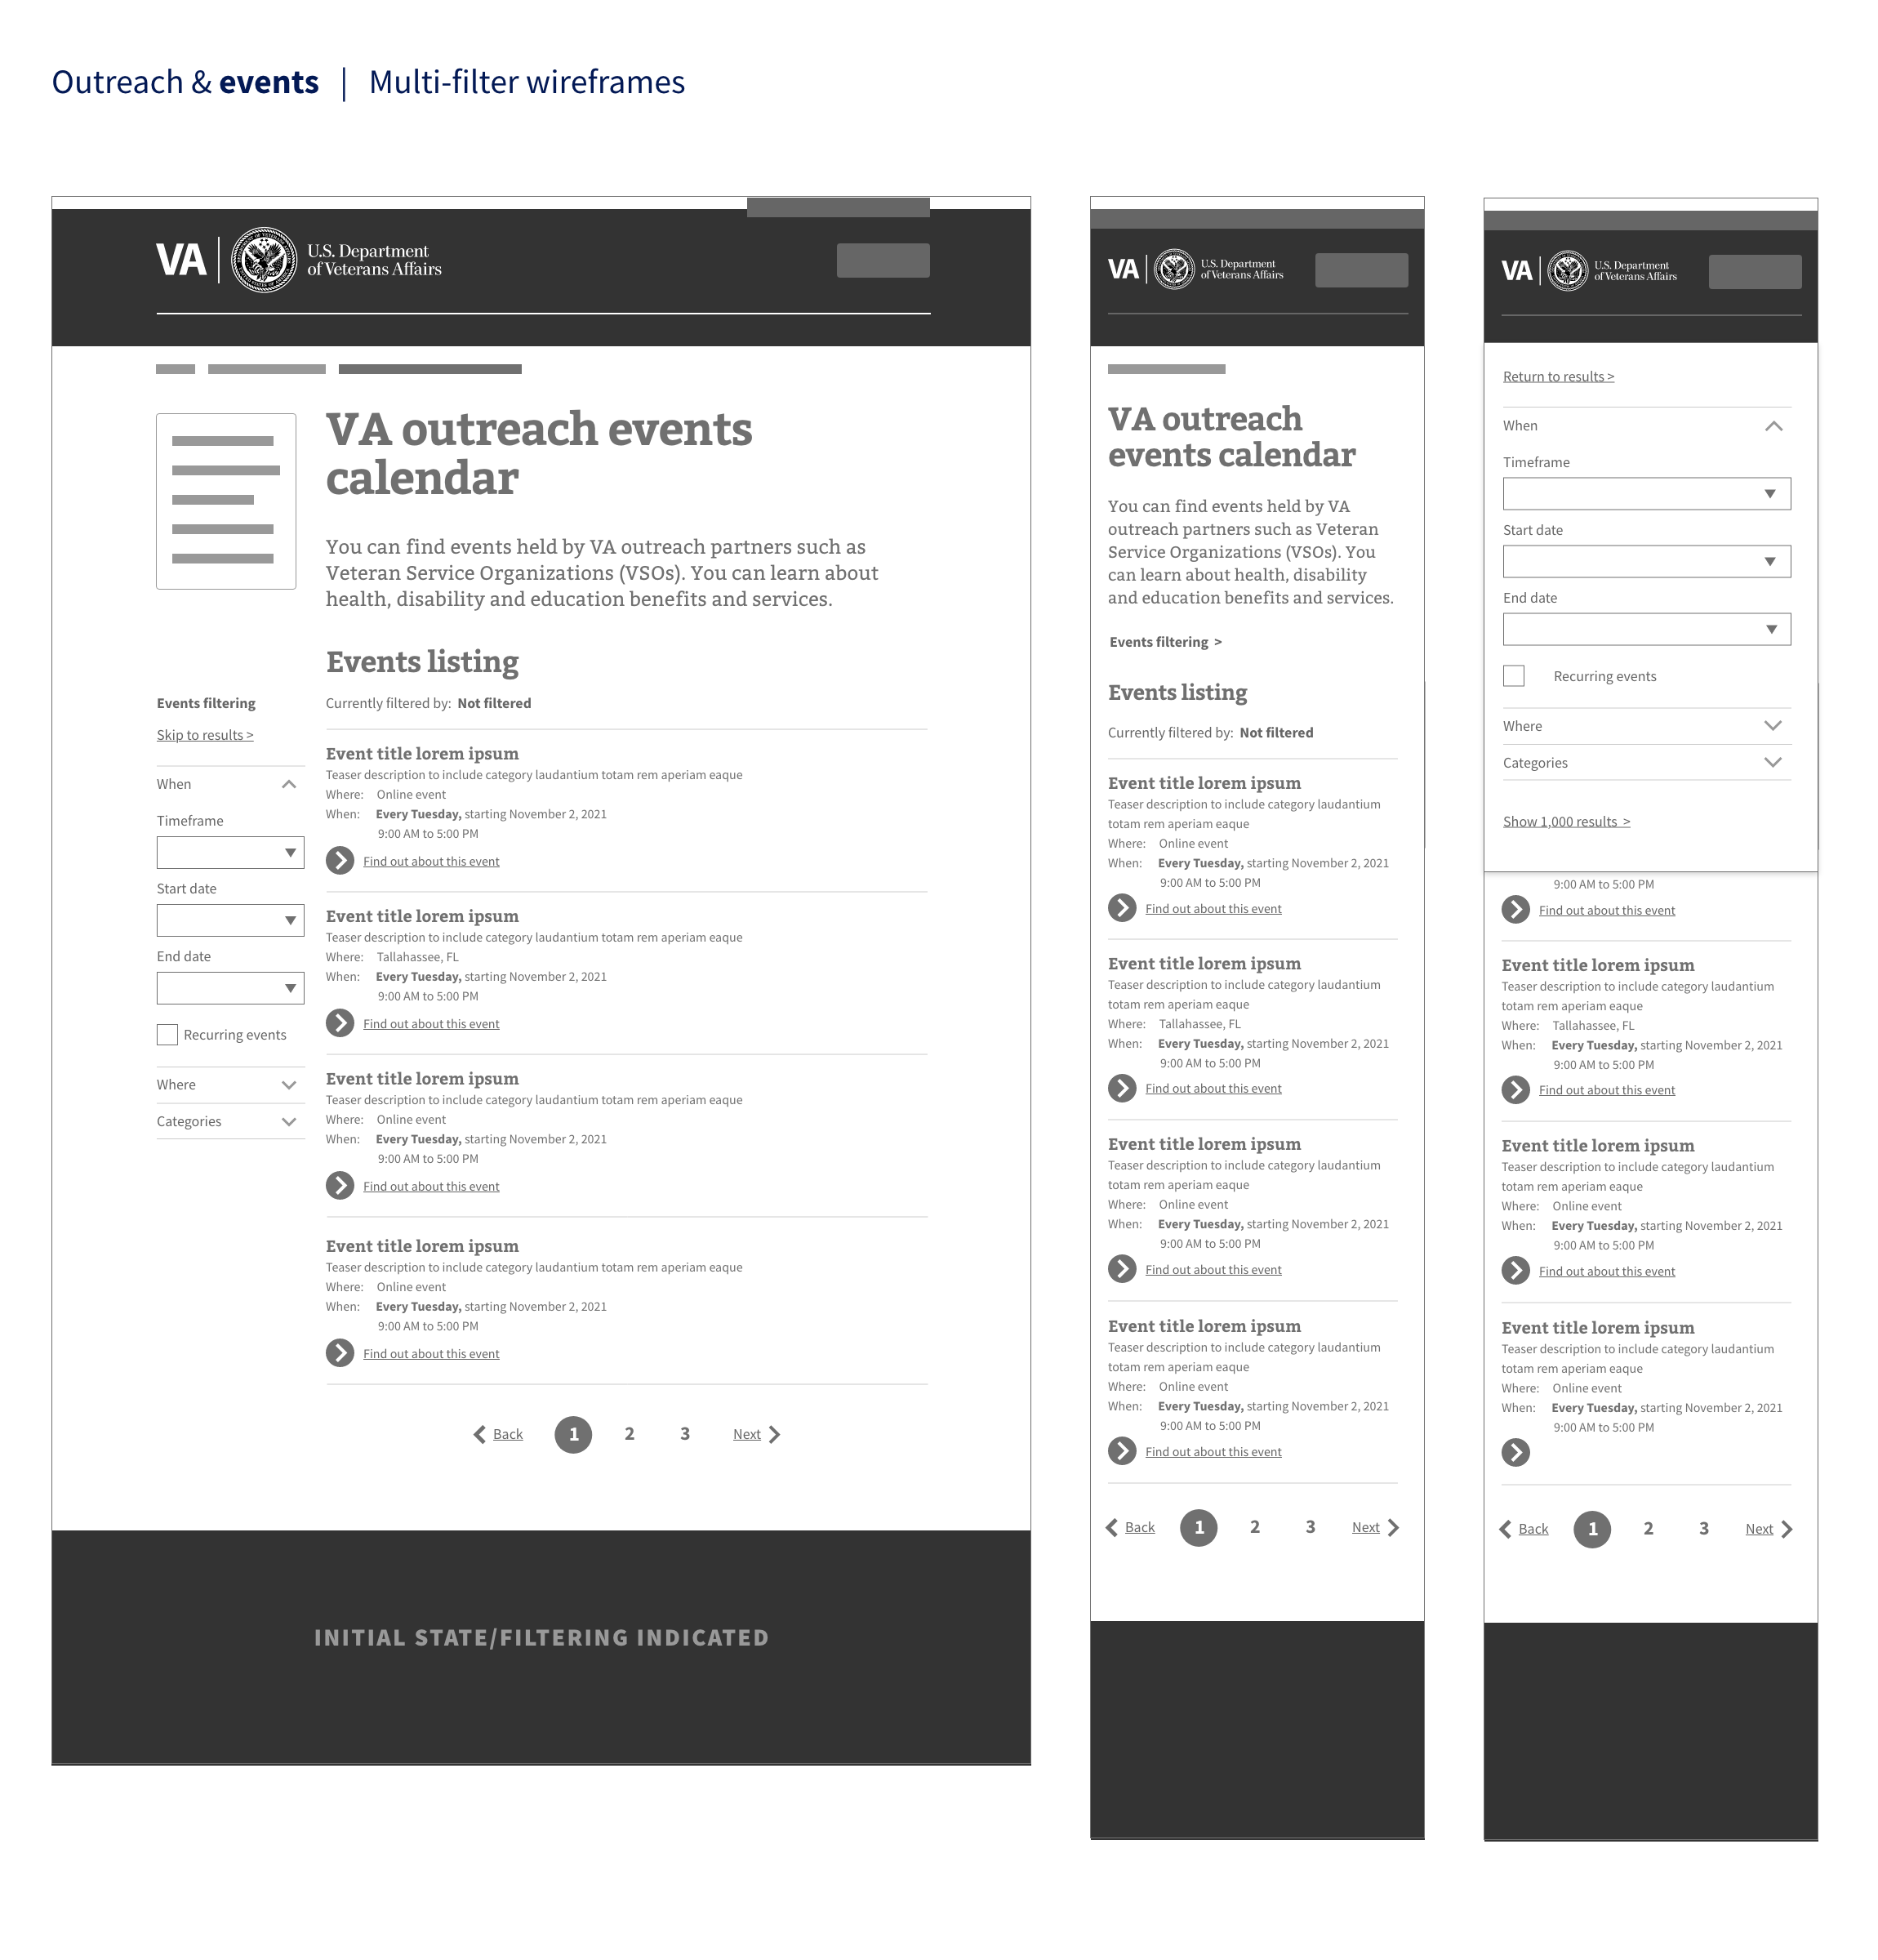 Outreach & events | Multi-filter wireframes
VA
U.S. Department
of Veterans Affairs
VA outreach events
calendar
You can find events held by VA outreach partners such as
Veteran Service Organizations (VSOs). You can learn about
health, disability and education benefits and services.
Events listing
Currently filtered by: Not filtered
Events filtering
Skip to results >
When
Timeframe
Start date
End date
Recurring events
Where
Categories
Event title lorem ipsum
Teaser description to include category laudantium totam rem aperiam eaque
Where: Online event
When: Every Tuesday, starting November 2, 2021
9:00 AM to 5:00 PM
Find out about this event
Event title lorem ipsum
Teaser description to include category laudantium totam rem aperiam eaque
Where: Tallahassee, FL
When: Every Tuesday, starting November 2, 2021
9:00 AM to 5:00 PM
Find out about this event
Event title lorem ipsum
Teaser description to include category laudantium totam rem aperiam eaque
Where: Online event
When: Every Tuesday, starting November 2, 2021
9:00 AM to 5:00 PM
Find out about this event
Event title lorem ipsum
Teaser description to include category laudantium totam rem aperiam eaque
Where: Online event
When: Every Tuesday, starting November 2, 2021
9:00 AM to 5:00 PM
Find out about this event
Back 1 2 3 Next
INITIAL STATE/FILTERING INDICATED
VA
U.S. Department
of Veterans Affairs
VA outreach
events calendar
You can find events held by VA
outreach partners such as Veteran
Service Organizations (VSOs). You
can learn about health, disability
and education benefits and services.
Events filtering >
Events listing
Currently filtered by: Not filtered
Event title lorem ipsum
Teaser description to include category laudantium
totam rem aperiam eaque
Where: Online event
When: Every Tuesday, starting November 2, 2021
9:00 AM to 5:00 PM
Find out about this event
Event title lorem ipsum
Teaser description to include category laudantium
totam rem aperiam eaque
Where: Tallahassee, FL
When: Every Tuesday, starting November 2, 2021
9:00 AM to 5:00 PM
Find out about this event
Event title lorem ipsum
Teaser description to include category laudantium
totam rem aperiam eaque
Where: Online event
When: Every Tuesday, starting November 2, 2021
9:00 AM to 5:00 PM
Find out about this event
Event title lorem ipsum
Teaser description to include category laudantium
totam rem aperiam eaque
Where: Online event
When: Every Tuesday, starting November 2, 2021
9:00 AM to 5:00 PM
Find out about this event
Back 1 2 3 Next
VA
U.S. Department
of Veterans Affairs
Return to results >
When
Timeframe
Start date
End date
Recurring events
Where
Categories
Show 1,000 results >
9:00 AM to 5:00 PM
Find out about this event
Event title lorem ipsum
Teaser description to include category laudantium
totam rem aperiam eaque
Where: Tallahassee, FL
When: Every Tuesday, starting November 2, 2021
9:00 AM to 5:00 PM
Find out about this event
Event title lorem ipsum
Teaser description to include category laudantium
totam rem aperiam eaque
Where: Online event
When: Every Tuesday, starting November 2, 2021
9:00 AM to 5:00 PM
Find out about this event
Event title lorem ipsum
Teaser description to include category laudantium
totam rem aperiam eaque
Where: Online event
When: Every Tuesday, starting November 2, 2021
9:00 AM to 5:00 PM
Back 1 2 3 Next